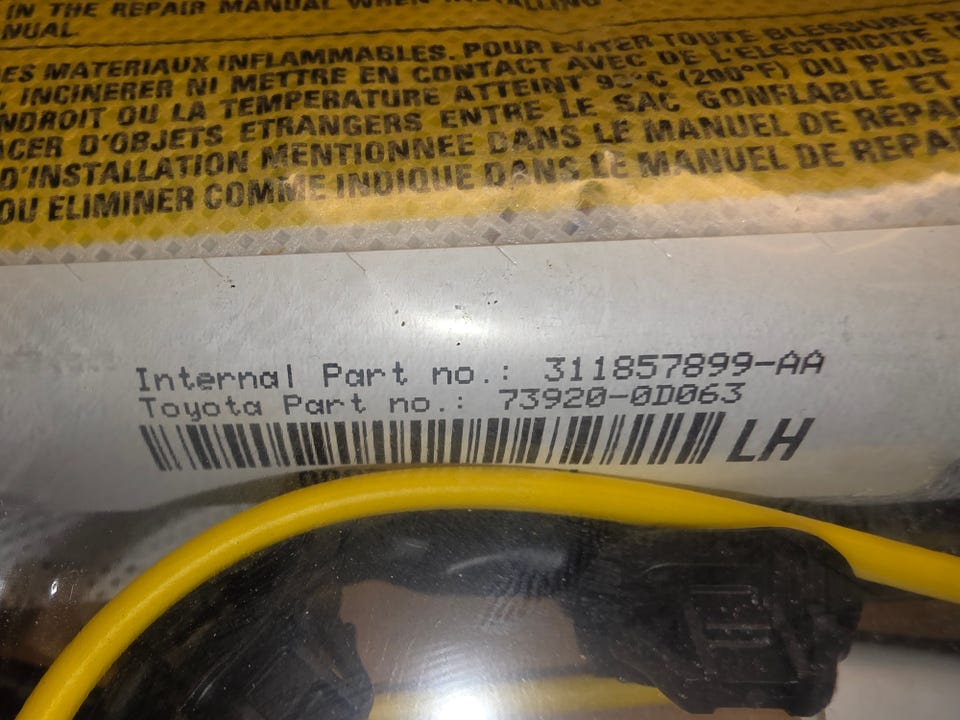 IN THE REPAIR MANUAL WHEN INSTALLING
NUAL.
DES MATERIAUX INFLAMMABLES. POUR EVITER TOUTE BLESSURE
, INCINERER NI METTRE EN CONTACT AVEC DE L'ELECTRICITE
NDROIT OU LA TEMPERATURE ATTEINT 93°C (200°F) OU PLUS.
ACER D'OBJETS ETRANGERS ENTRE LE SAC GONFLABLE ET
D'INSTALLATION MENTIONNEE DANS LE MANUEL DE REPAR
OU ELIMINER COMME INDIQUE DANS LE MANUEL DE REPAR
Internal Part no.: 311857899-AA
Toyota Part no.: 73920-0D063
LH